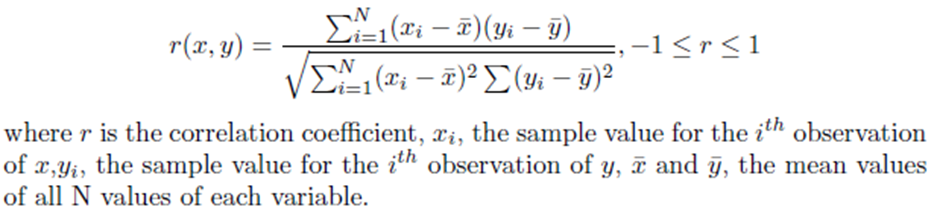 r(x, y) = \frac{\sum_{i=1}^{N}(x_i - \bar{x})(y_i - \bar{y})}{\sqrt{\sum_{i=1}^{N}(x_i - \bar{x})^2 \sum(y_i - \bar{y})^2}}, -1 ≤ r ≤ 1
where r is the correlation coefficient, x_i, the sample value for the i^{th} observation
of x,y_i, the sample value for the i^{th} observation of y, \bar{x} and \bar{y}, the mean values
of all N values of each variable.